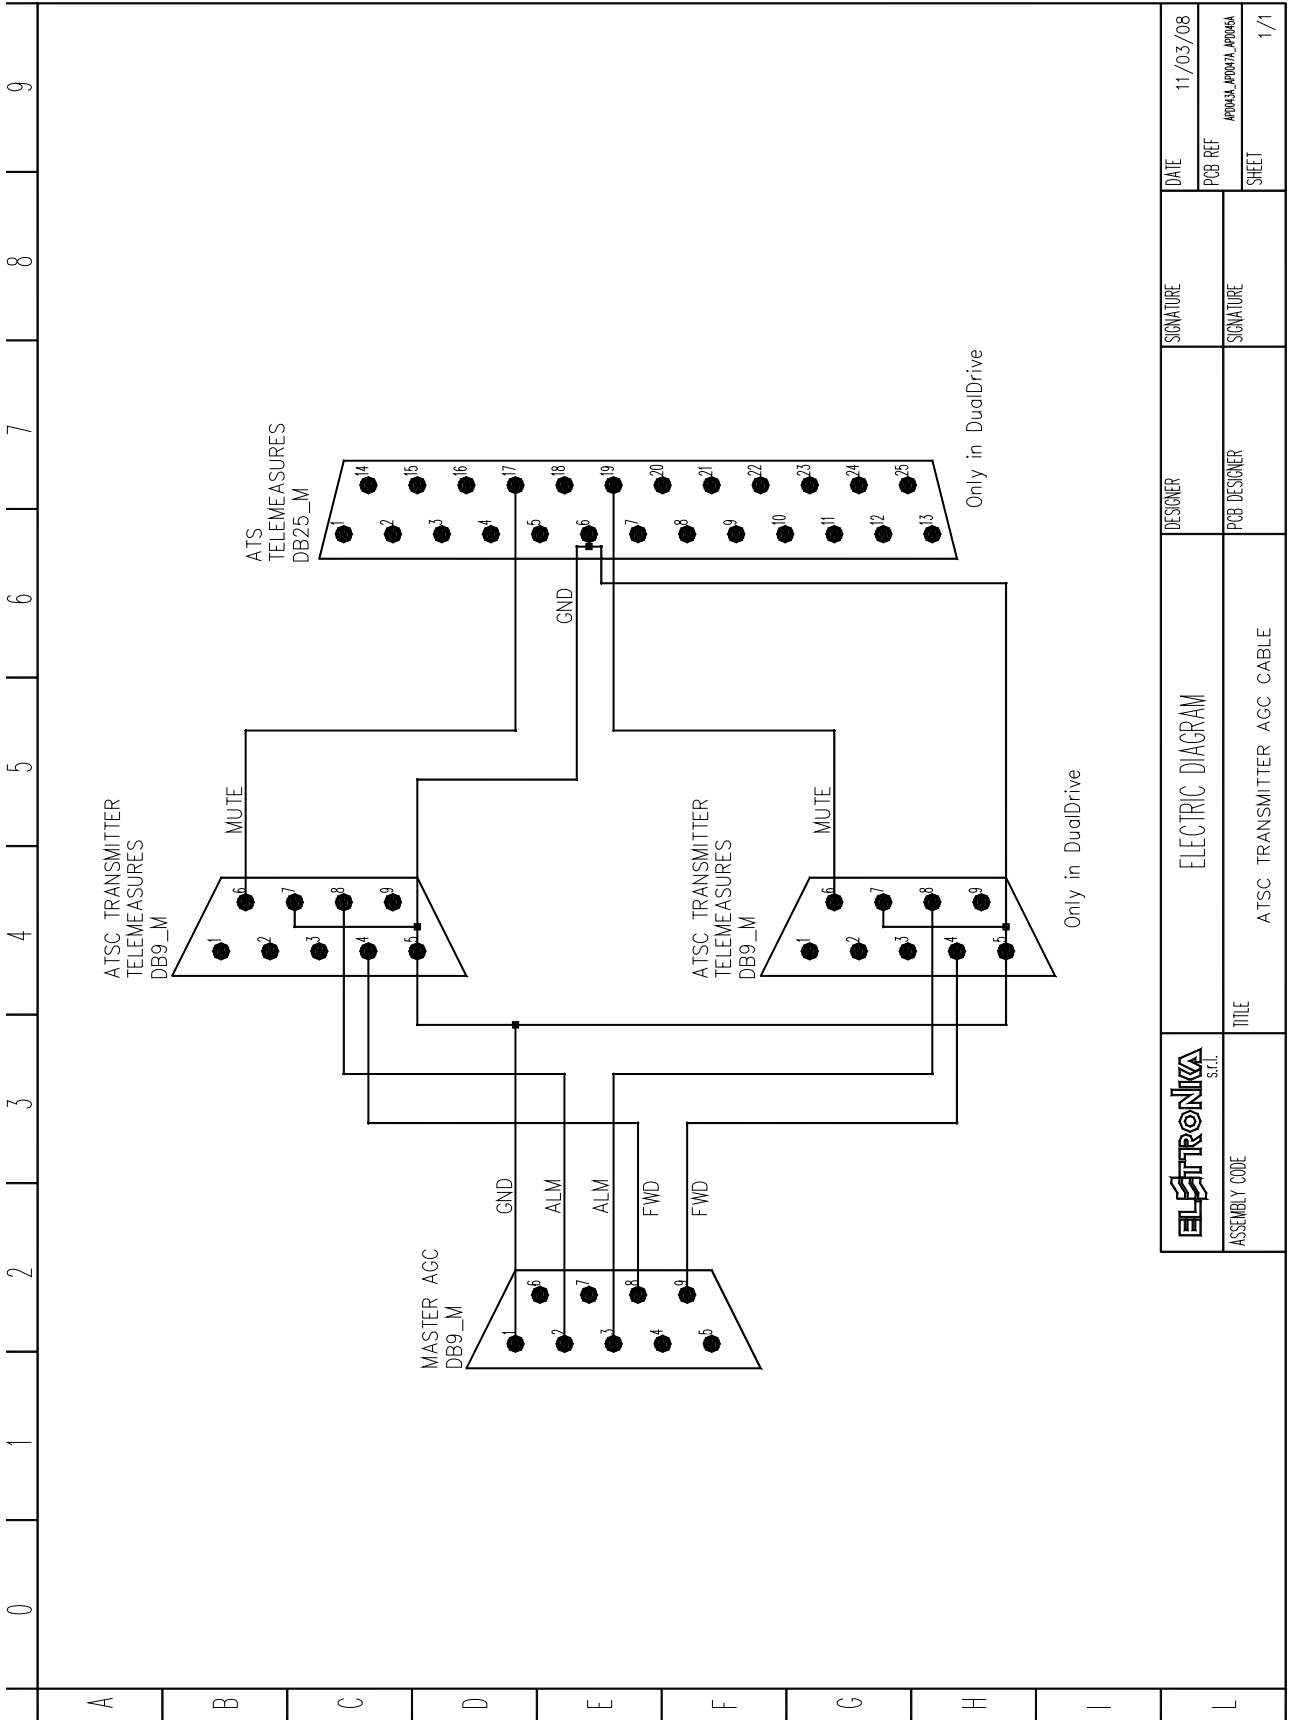 0 1 2 3 4 5 6 7 8 9
A
B
C
D
E
F
G
H
I
L
ATSC TRANSMITTER
TELEMEASURES
DB9_M
1
2
3
4
5
6
7
8
9
MUTE
ATS
TELEMEASURES
DB25_M
1
2
3
4
5
6
7
8
9
10
11
12
13
14
15
16
17
18
19
20
21
22
23
24
25
Only in DualDrive
GND
MASTER AGC
DB9_M
1
2
3
4
5
6
7
8
9
GND
ALM
ALM
FWD
FWD
ATSC TRANSMITTER
TELEMEASURES
DB9_M
1
2
3
4
5
6
7
8
9
MUTE
Only in DualDrive
ELETTRONIKA
s.r.l.
ASSEMBLY CODE
ELECTRIC DIAGRAM
TITLE
ATSC TRANSMITTER AGC CABLE
DESIGNER
PCB DESIGNER
SIGNATURE
SIGNATURE
DATE
11/03/08
PCB REF
APD043A_APD047A_APD045A
SHEET
1/1